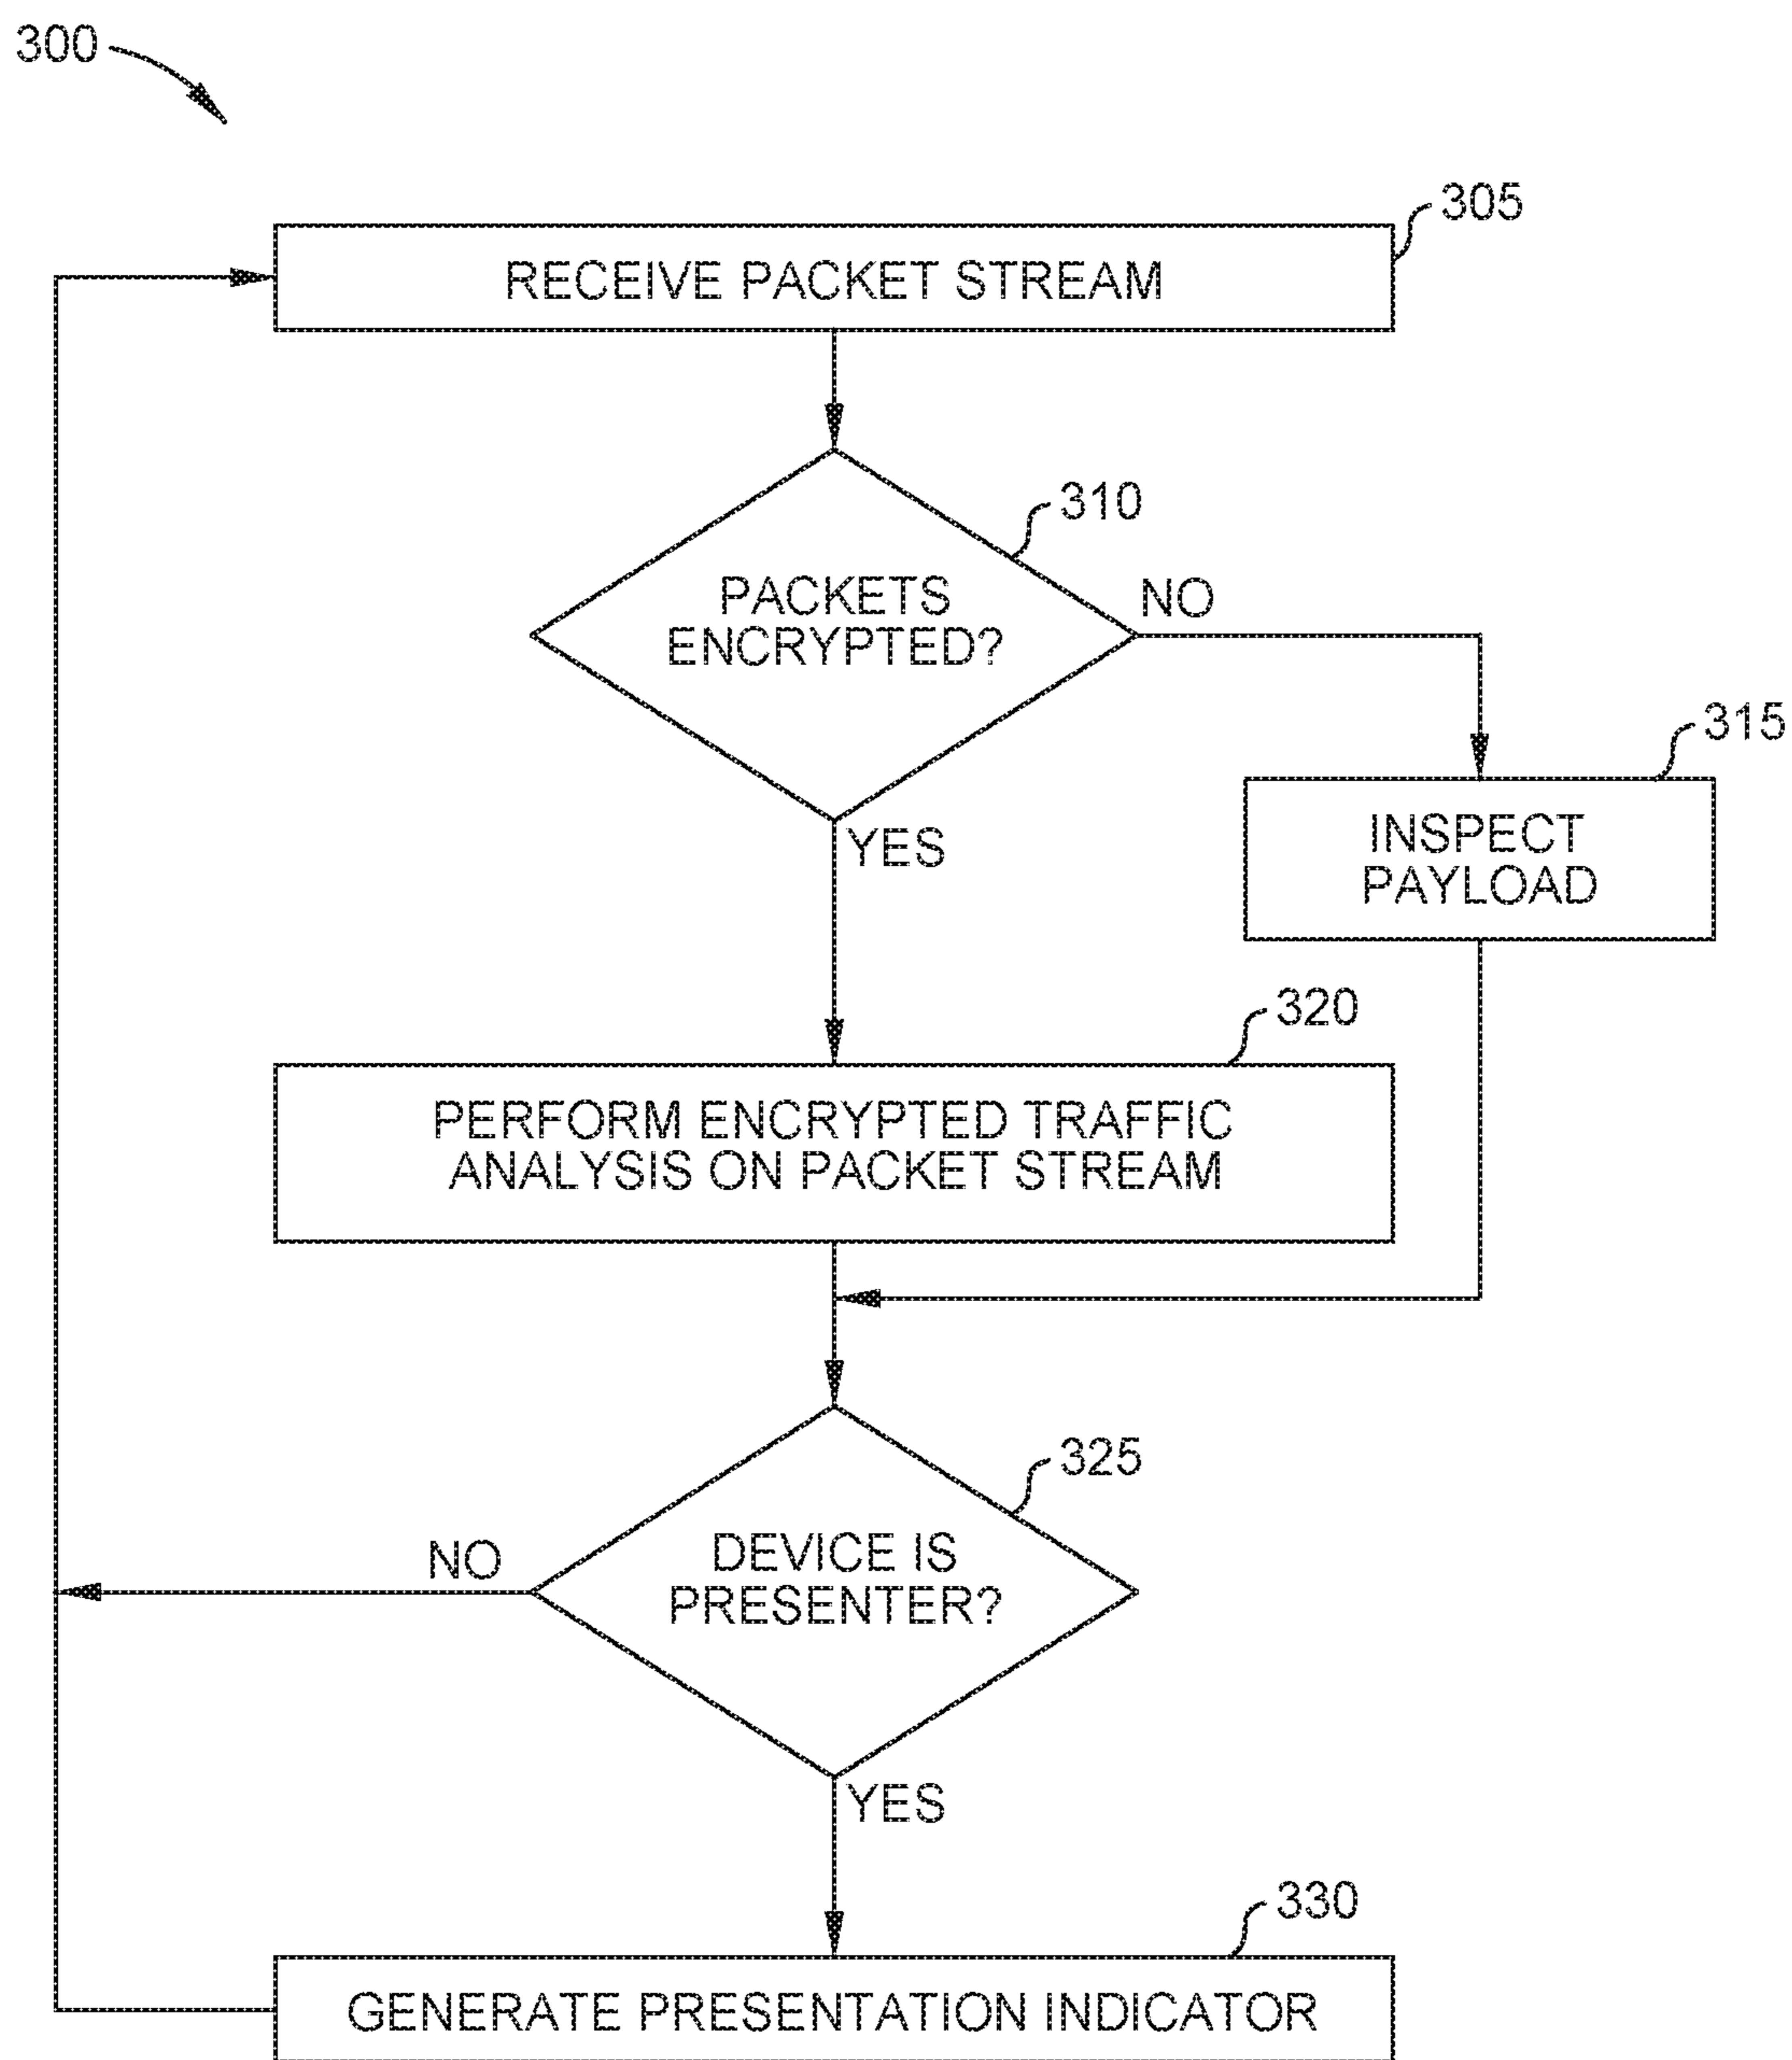 300
305
RECEIVE PACKET STREAM
310
PACKETS
ENCRYPTED?
NO
YES
315
INSPECT
PAYLOAD
320
PERFORM ENCRYPTED TRAFFIC
ANALYSIS ON PACKET STREAM
325
DEVICE IS
PRESENTER?
NO
YES
330
GENERATE PRESENTATION INDICATOR